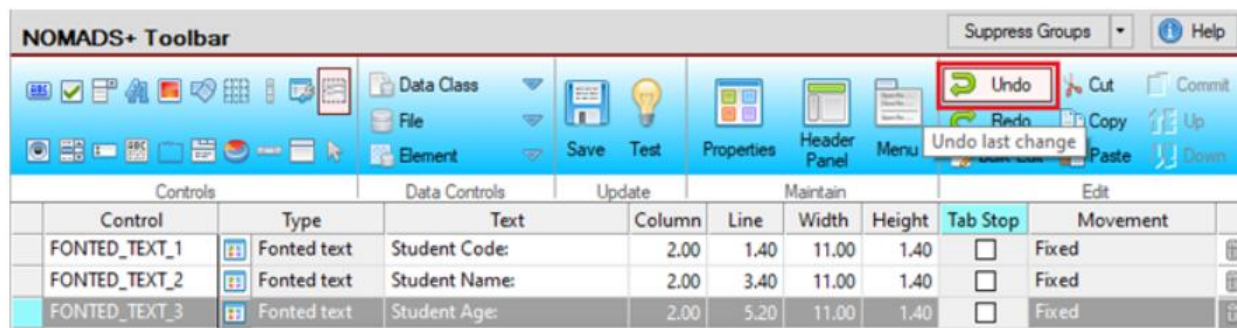 NOMADS+ Toolbar Suppress Groups Help
Data Class Undo Cut Commit
File Redo Copy Up
Element Save Test Properties Header Panel Menu Undo last change Paste Down
Controls Data Controls Update Maintain Edit
Control Type Text Column Line Width Height Tab Stop Movement
FONTED_TEXT_1 Fonted text Student Code: 2.00 1.40 11.00 1.40 Fixed
FONTED_TEXT_2 Fonted text Student Name: 2.00 3.40 11.00 1.40 Fixed
FONTED_TEXT_3 Fonted text Student Age: 2.00 5.20 11.00 1.40 Fixed